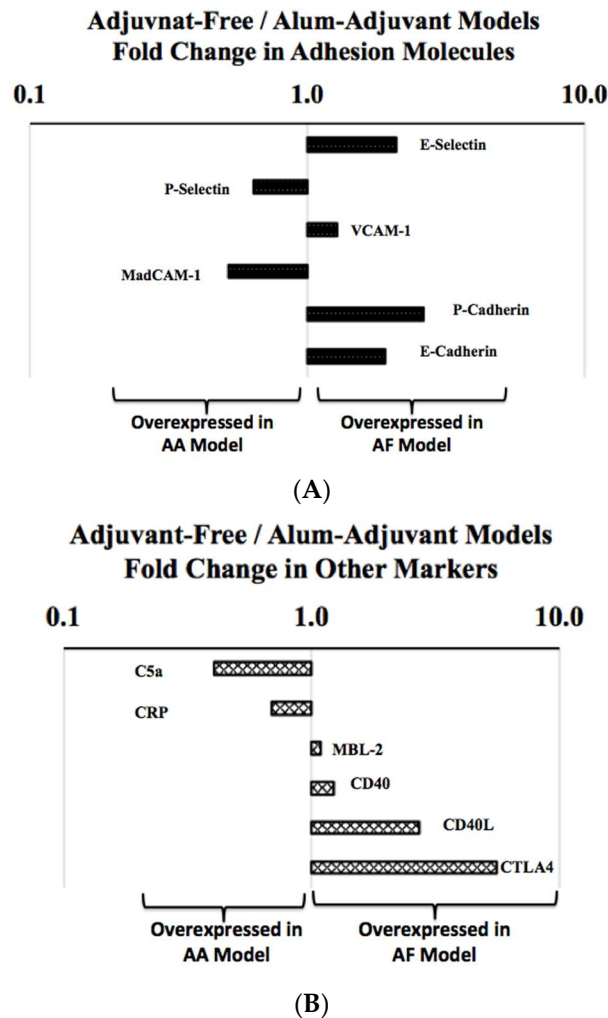 Adjuvnat-Free / Alum-Adjuvant Models
Fold Change in Adhesion Molecules
0.1 1.0 10.0
E-Selectin
P-Selectin
VCAM-1
MadCAM-1
P-Cadherin
E-Cadherin
Overexpressed in
AA Model
Overexpressed in
AF Model
(A)
Adjuvant-Free / Alum-Adjuvant Models
Fold Change in Other Markers
0.1 1.0 10.0
C5a
CRP
MBL-2
CD40
CD40L
CTLA4
Overexpressed in
AA Model
Overexpressed in
AF Model
(B)